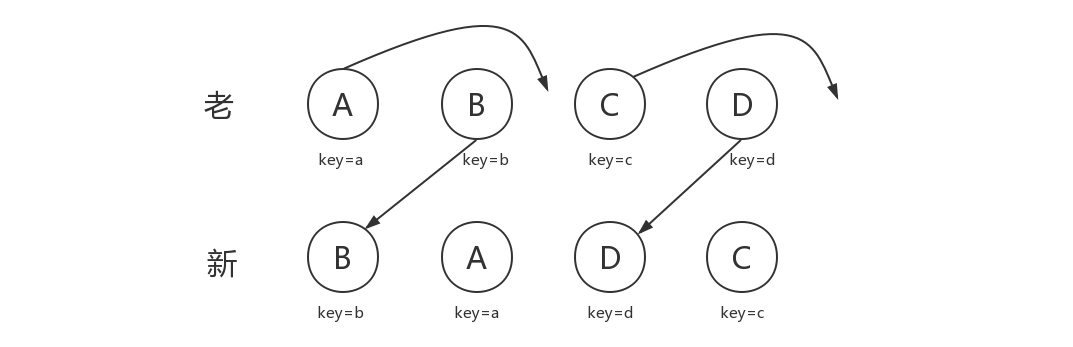 老 A B C D
key=a key=b key=c key=d
新 B A D C
key=b key=a key=d key=c